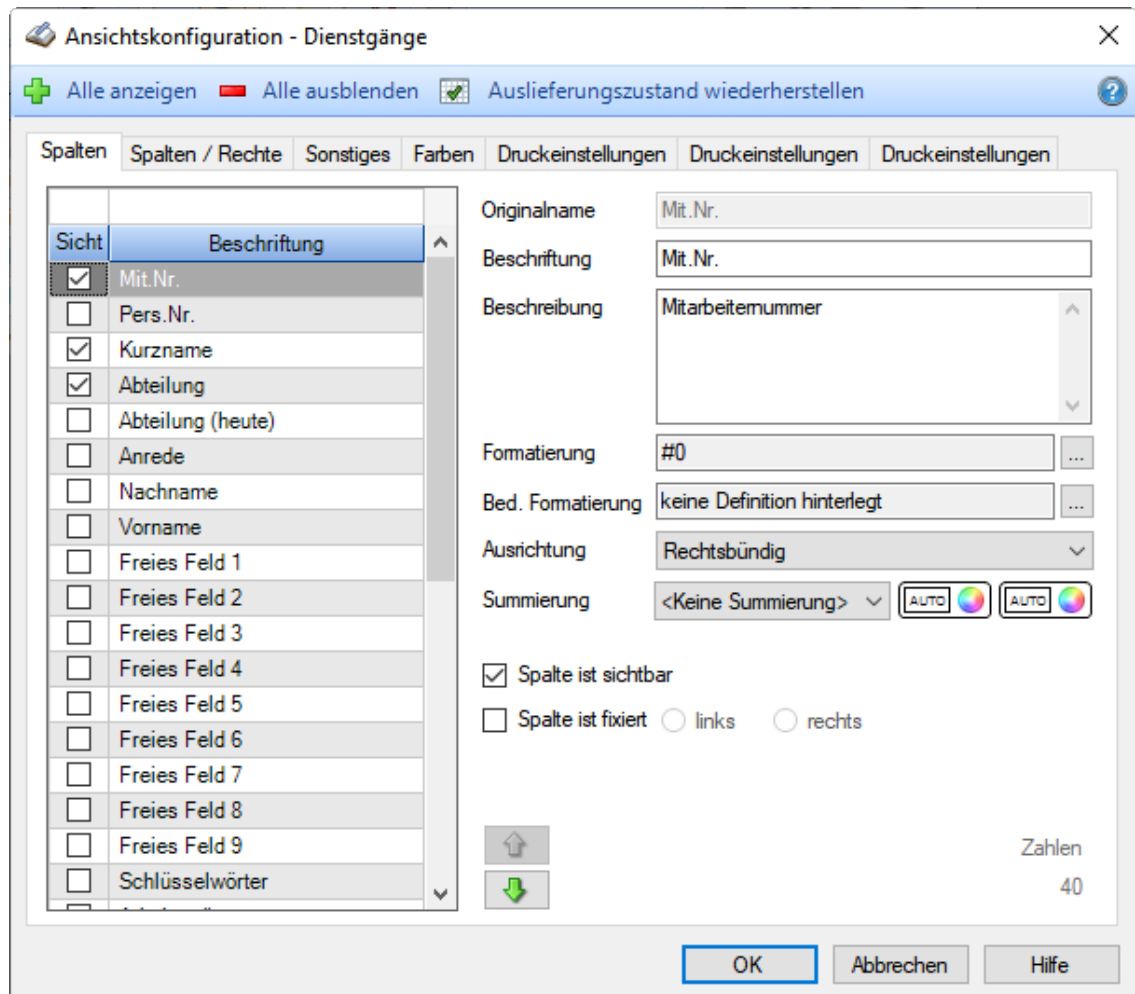 Ansichtskonfiguration - Dienstgänge
Alle anzeigen Alle ausblenden Auslieferungszustand wiederherstellen ?
Spalten Spalten / Rechte Sonstiges Farben Druckeinstellungen Druckeinstellungen Druckeinstellungen
Sicht Beschriftung
Mit.Nr.
Pers.Nr.
Kurzname
Abteilung
Abteilung (heute)
Anrede
Nachname
Vorname
Freies Feld 1
Freies Feld 2
Freies Feld 3
Freies Feld 4
Freies Feld 5
Freies Feld 6
Freies Feld 7
Freies Feld 8
Freies Feld 9
Schlüsselwörter
Originalname Mit.Nr.
Beschriftung Mit.Nr.
Beschreibung Mitarbeiternummer
Formatierung #0 ...
Bed. Formatierung keine Definition hinterlegt ...
Ausrichtung Rechtsbündig
Summierung <Keine Summierung> AUTO AUTO
Spalte ist sichtbar
Spalte ist fixiert links rechts
Zahlen
40
OK Abbrechen Hilfe